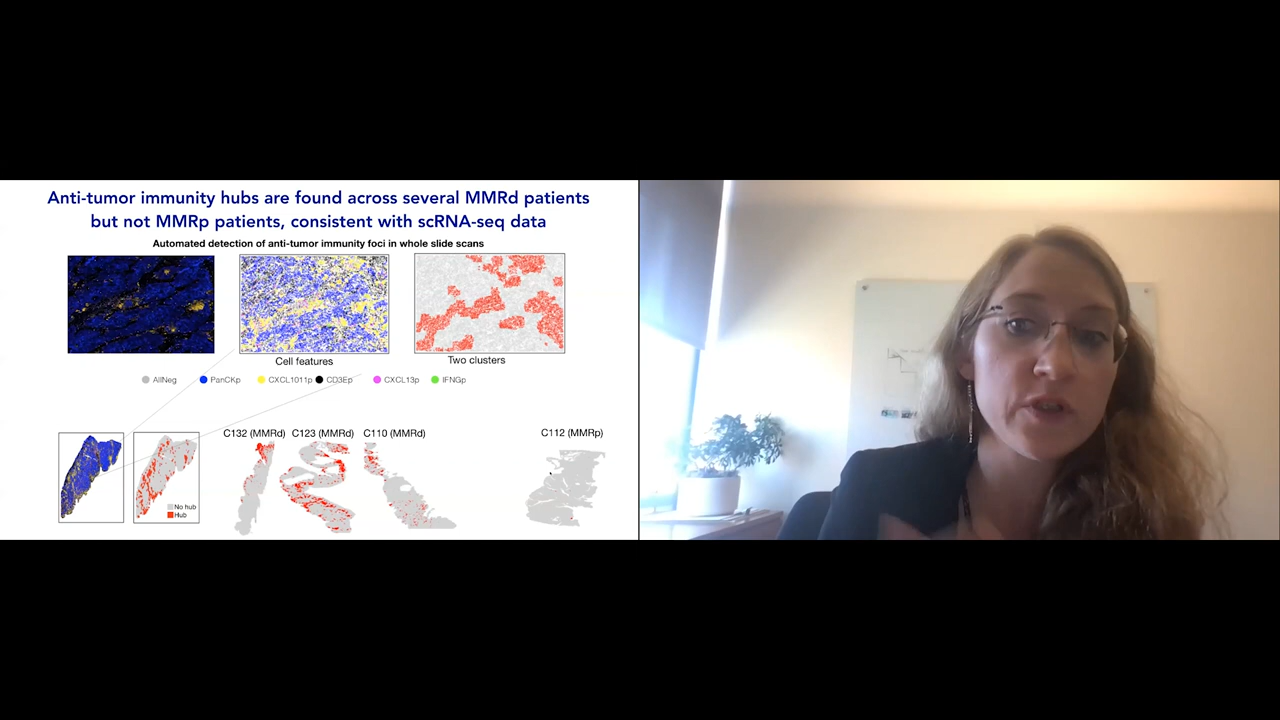 Anti-tumor immunity hubs are found across several MMRd patients
but not MMRp patients, consistent with scRNA-seq data
Automated detection of anti-tumor immunity foci in whole slide scans
Cell features
Two clusters
AllNeg PanCKp CXCL1011p CD3Ep CXCL13p IFNGp
C132 (MMRd) C123 (MMRd) C110 (MMRd) C112 (MMRp)
No hub
Hub